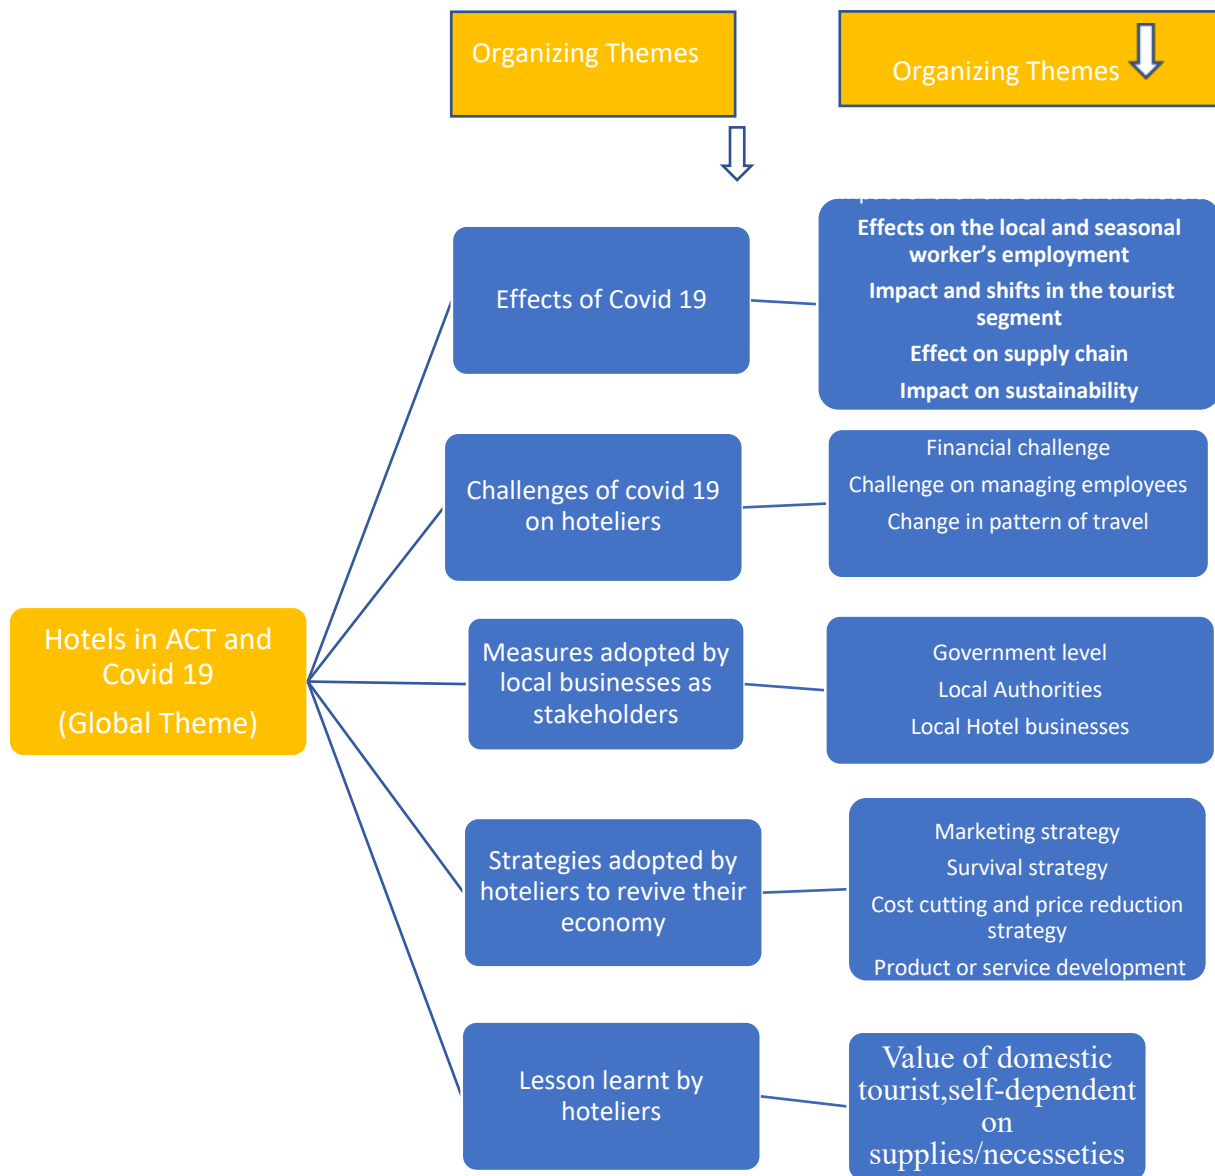 Organizing Themes
Organizing Themes
Effects of Covid 19
Effects on the local and seasonal
worker’s employment
Impact and shifts in the tourist
segment
Effect on supply chain
Impact on sustainability
Challenges of covid 19
on hoteliers
Financial challenge
Challenge on managing employees
Change in pattern of travel
Hotels in ACT and
Covid 19
(Global Theme)
Measures adopted by
local businesses as
stakeholders
Government level
Local Authorities
Local Hotel businesses
Strategies adopted by
hoteliers to revive their
economy
Marketing strategy
Survival strategy
Cost cutting and price reduction
strategy
Product or service development
Lesson learnt by
hoteliers
Value of domestic
tourist,self-dependent
on
supplies/necesseties